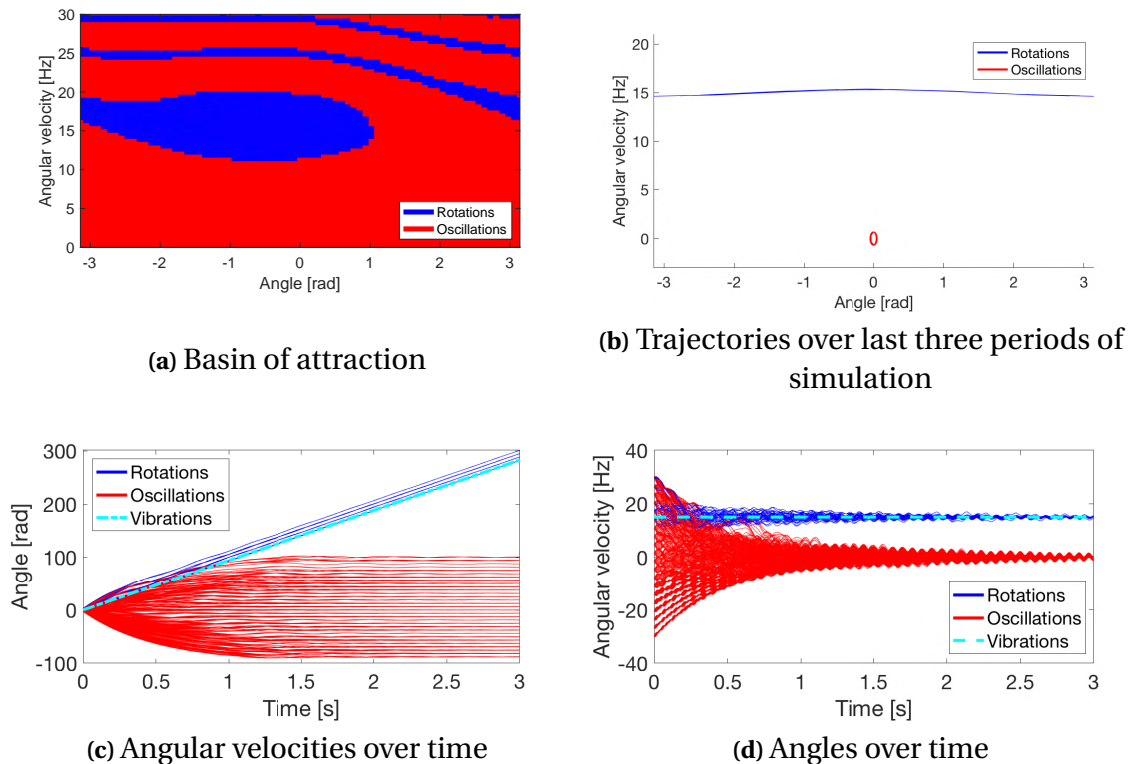 30
25
20
15
10
5
0
Angular velocity [Hz]
Rotations
Oscillations
-3
-2
-1
0
1
2
3
Angle [rad]
(a) Basin of attraction
20
15
10
5
0
Angular velocity [Hz]
Rotations
Oscillations
-3
-2
-1
0
1
2
3
Angle [rad]
(b) Trajectories over last three periods of
simulation
300
200
100
0
-100
Angle [rad]
Rotations
Oscillations
Vibrations
0
0.5
1
1.5
2
2.5
3
Time [s]
(c) Angular velocities over time
40
20
0
-20
-40
Angular velocity [Hz]
Rotations
Oscillations
Vibrations
0
0.5
1
1.5
2
2.5
3
Time [s]
(d) Angles over time